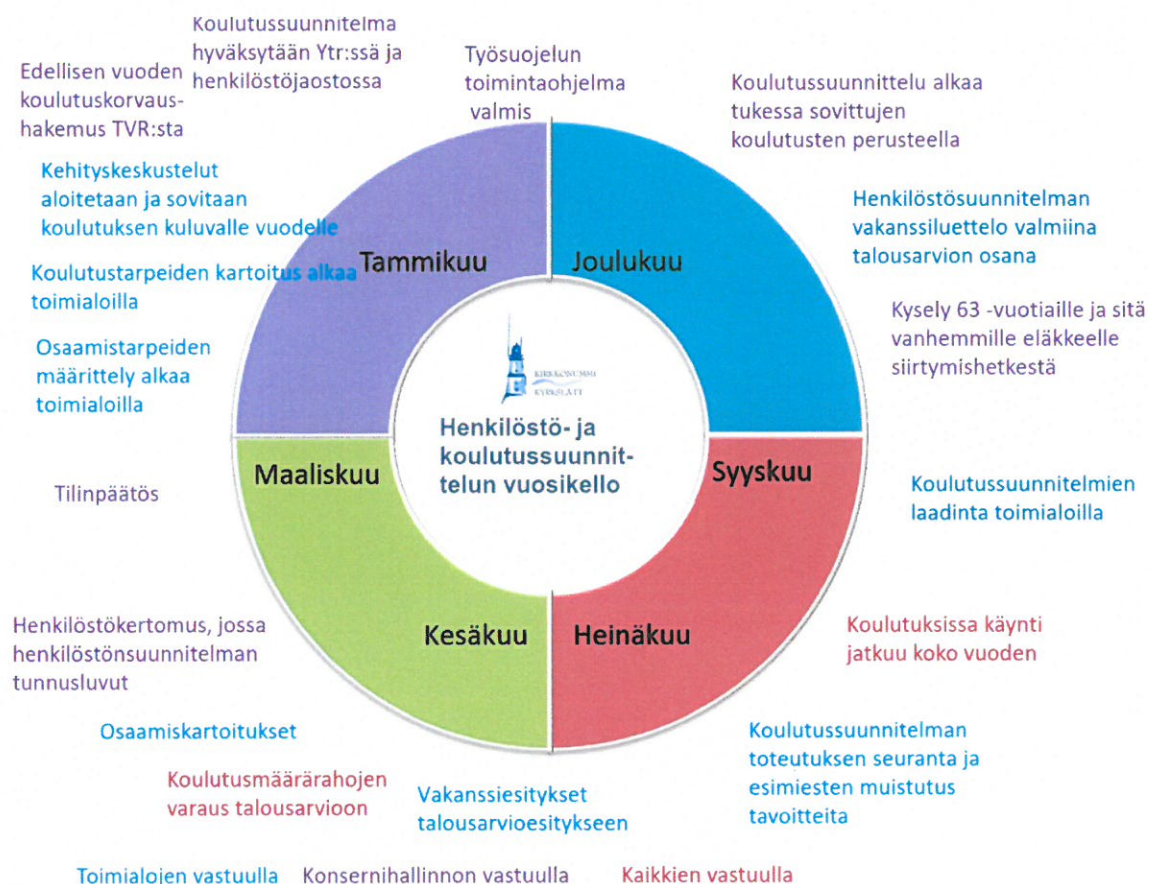 Koulutussuunnitelma
hyväksytään Ytr:ssä ja
henkilöstöjaostossa
Työsuojelun
toimintaohjelma
valmis
Edellisen vuoden
koulutuskorvaus-
hakemus TVR:sta
Koulutussuunnittelu alkaa
tukessa sovittujen
koulutusten perusteella
Kehityskeskustelut
aloitetaan ja sovitaan
koulutuksen kuluvalle vuodelle
Henkilöstösuunnitelman
vakanssiluettelo valmiina
talousarvion osana
Tammikuu
Joulukuu
Koulutustarpeiden kartoitus alkaa
toimialoilla
Kysely 63 -vuotiaille ja sitä
vanhemmille eläkkeelle
siirtymishetkestä
Osaamistarpeiden
määrittely alkaa
toimialoilla
KIRKKONUMMI
KYRKSLÄTT
Henkilöstö- ja
koulutussuunnit-
telun vuosikello
Maaliskuu
Syyskuu
Tilinpäätös
Koulutussuunnitelmien
laadinta toimialoilla
Kesäkuu
Heinäkuu
Henkilöstökertomus, jossa
henkilöstönsuunnitelman
tunnusluvut
Koulutuksissa käynti
jatkuu koko vuoden
Osaamiskartoitukset
Koulutussuunnitelman
toteutuksen seuranta ja
esimiesten muistutus
tavoitteita
Koulutusmäärärahojen
varaus talousarvioon
Vakanssiesitykset
talousarvioesitykseen
Toimialojen vastuulla
Konsernihallinnon vastuulla
Kaikkien vastuulla